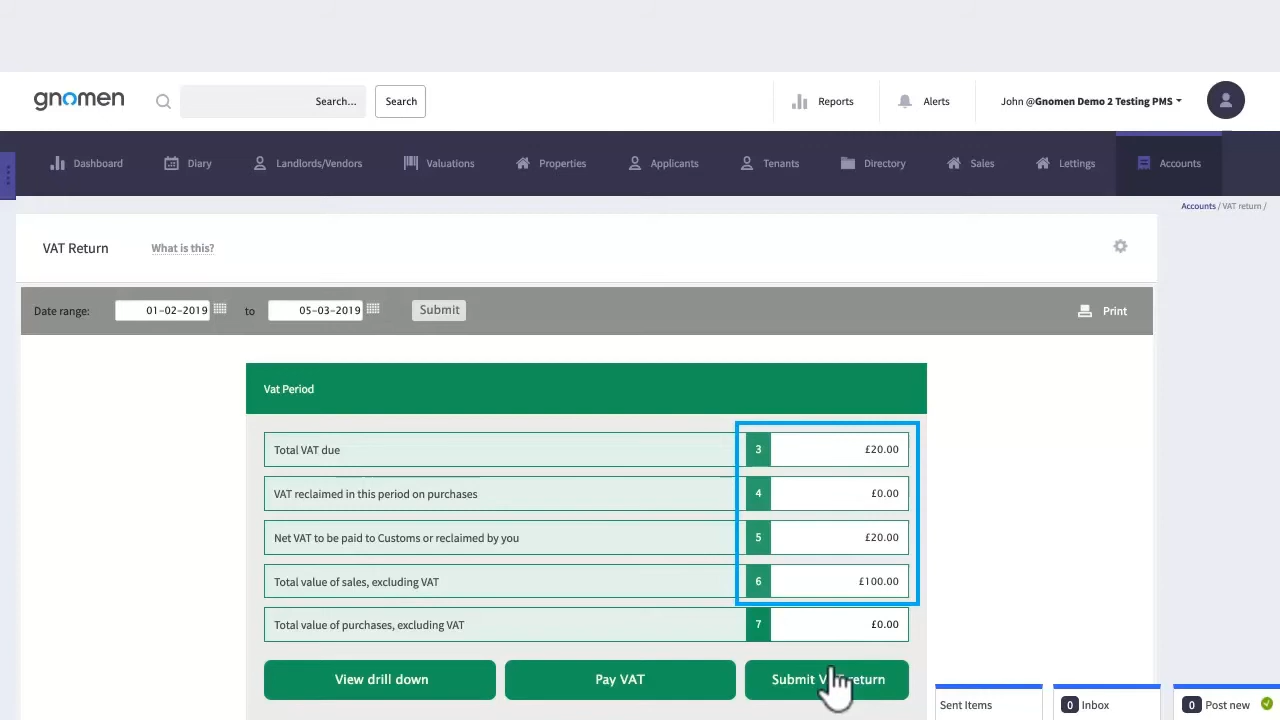 gnomen
Search...
Search
Reports
Alerts
John @Gnomen Demo 2 Testing PMS
Dashboard
Diary
Landlords/Vendors
Valuations
Properties
Applicants
Tenants
Directory
Sales
Lettings
Accounts
Accounts / VAT return /
VAT Return
What is this?
Date range:
01-02-2019
to
05-03-2019
Submit
Print
Vat Period
Total VAT due 3 £20.00
VAT reclaimed in this period on purchases 4 £0.00
Net VAT to be paid to Customs or reclaimed by you 5 £20.00
Total value of sales, excluding VAT 6 £100.00
Total value of purchases, excluding VAT 7 £0.00
View drill down
Pay VAT
Submit VAT return
Sent Items
0 Inbox
0 Post new